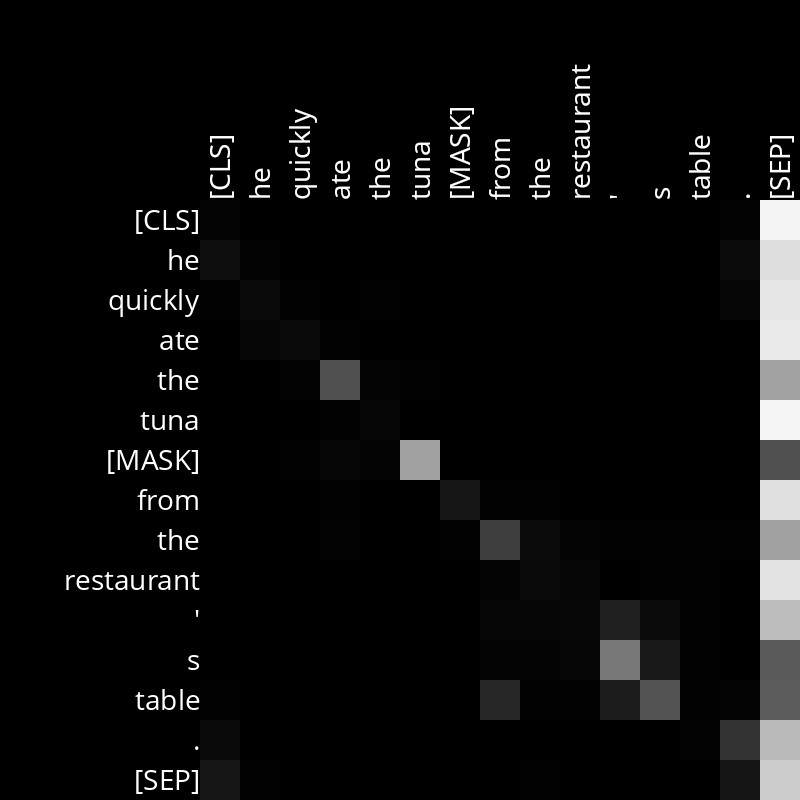 [CLS] he quickly ate the tuna [MASK] from the restaurant ' s table . [SEP]
[CLS]
he
quickly
ate
the
tuna
[MASK]
from
the
restaurant
'
s
table
.
[SEP]